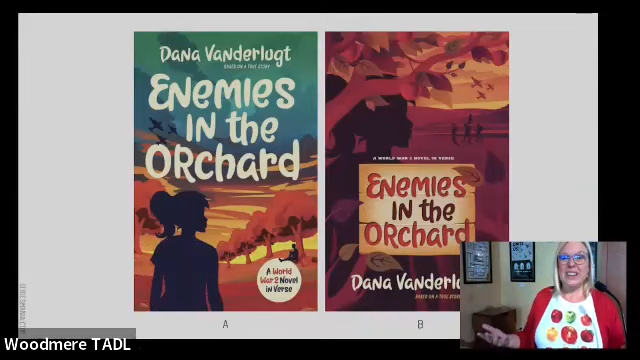 Dana Vanderlugt
BASED ON A TRUE STORY
ENEMIES
IN the
ORCHARD
A World
War 2 Novel
in Verse
A
A WORLD WAR 2 NOVEL IN VERSE
ENEMIES
IN the
ORCHARD
Dana Vanderlu
BASED ON A TRUE STORY
B
Woodmere TADL